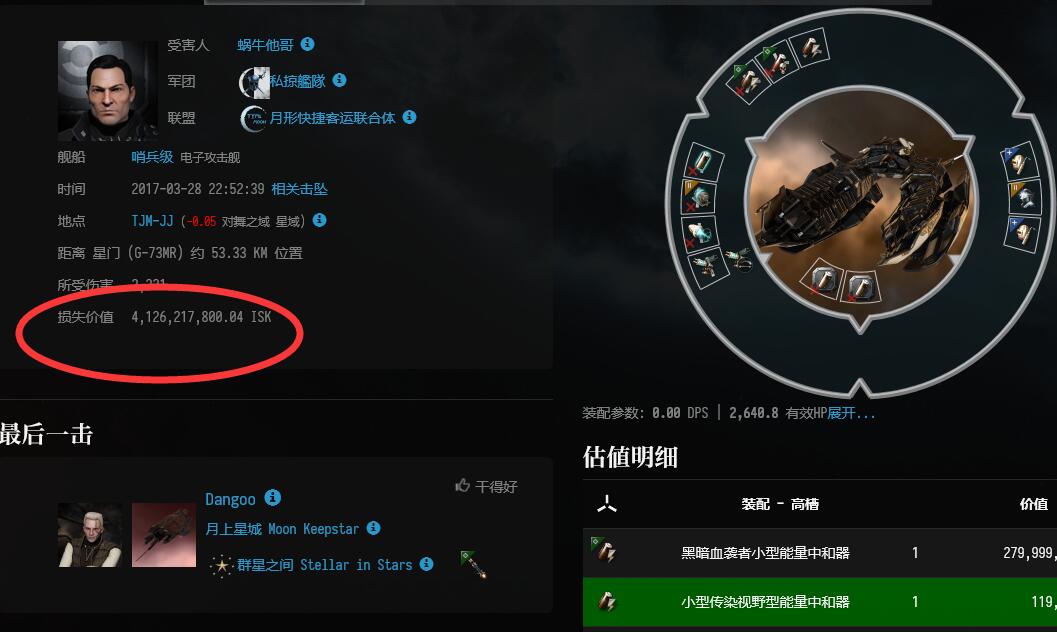 受害人 蜗牛他哥
军团 私掠艦隊
联盟 月形快捷客运联合体
舰船 哨兵级 电子攻击舰
时间 2017-03-28 22:52:39 相关击坠
地点 TJM-JJ (-0.05 对舞之域 星域)
距离 星门 (G-73MR) 约 53.33 KM 位置
所受伤害 2,321
损失价值 4,126,217,800.04 ISK
装配参数: 0.00 DPS | 2,640.8 有效HP展开...
最后一击
干得好
Dangoo
月上星城 Moon Keepstar
群星之间 Stellar in Stars
估值明细
装配 - 高槽 价值
黑暗血袭者小型能量中和器 1 279,999,
小型传染视野型能量中和器 1 119,